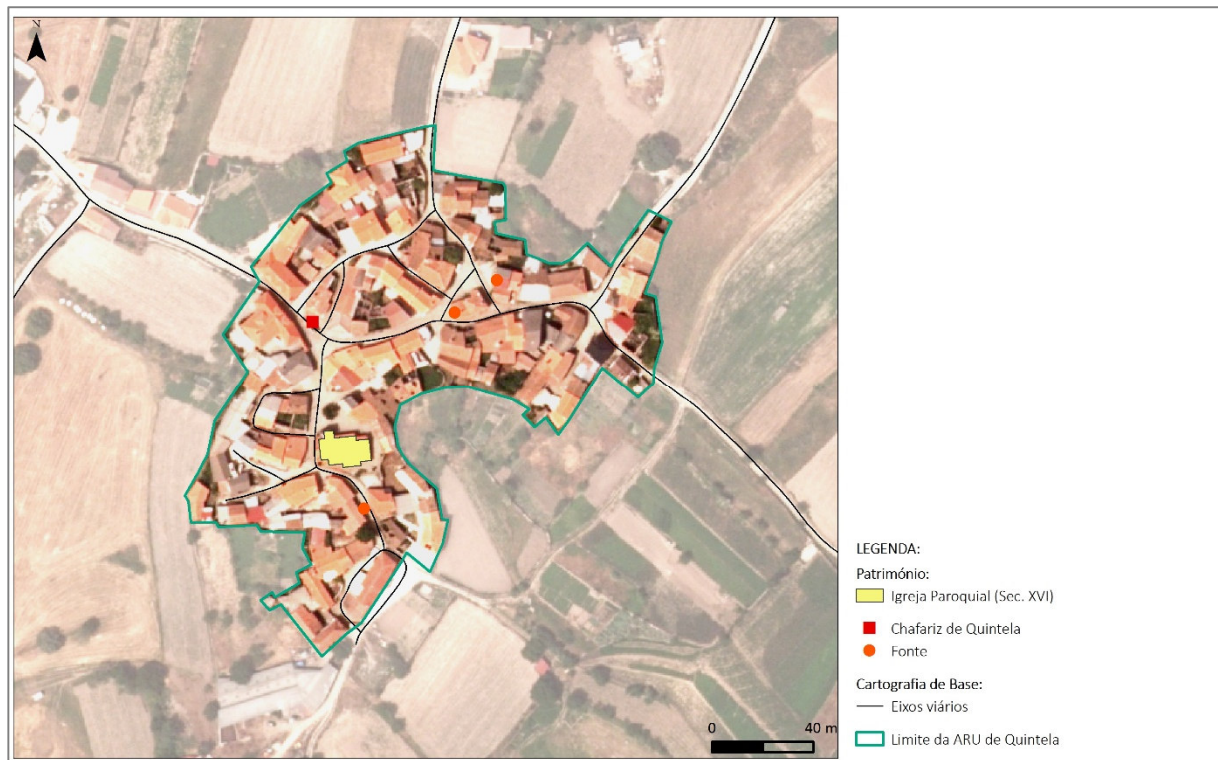 N
LEGENDA:
Património:
Igreja Paroquial (Sec. XVI)
Chafariz de Quintela
Fonte
Cartografia de Base:
Eixos viários
Limite da ARU de Quintela
0 40 m